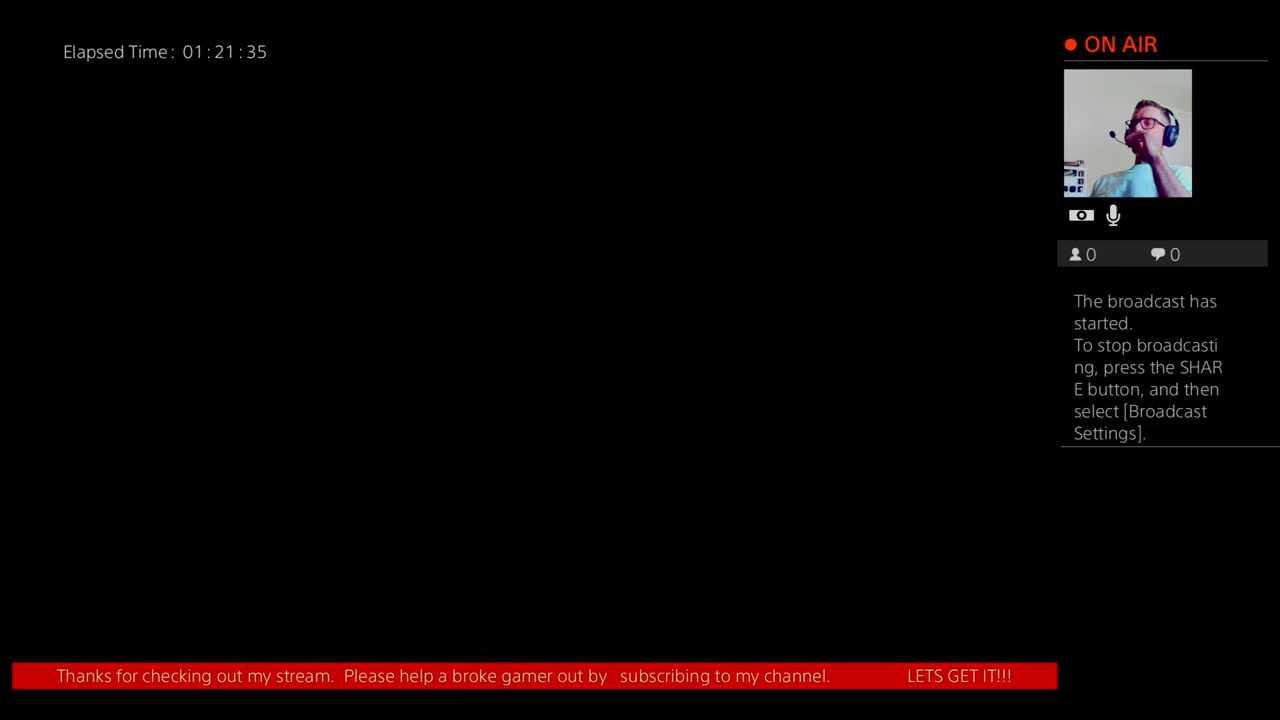 Elapsed Time: 01:21:35
ON AIR
0 0
The broadcast has
started.
To stop broadcasti
ng, press the SHAR
E button, and then
select [Broadcast
Settings].
Thanks for checking out my stream. Please help a broke gamer out by subscribing to my channel. LETS GET IT!!!